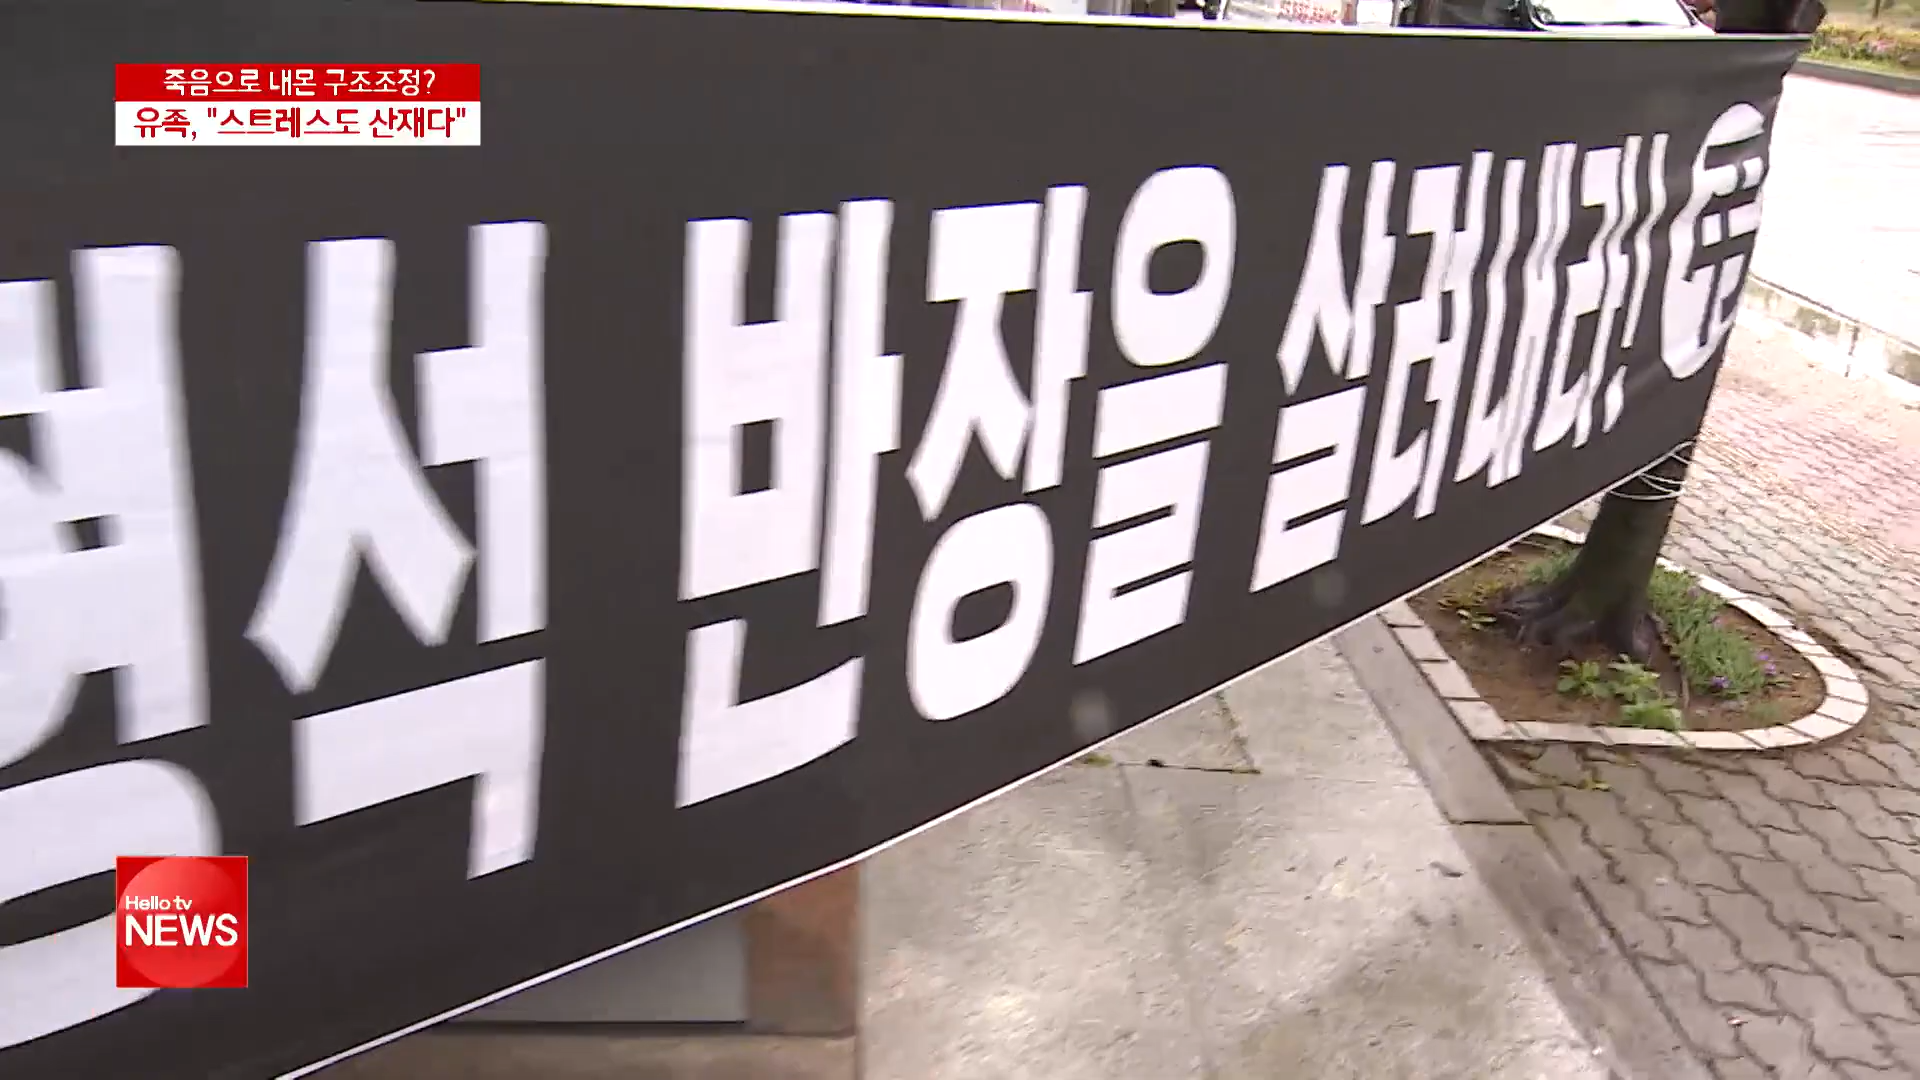 죽음으로 내몬 구조조정?
유족, "스트레스도 산재다"
형석 반장을 살려내라!
Hello tv
NEWS